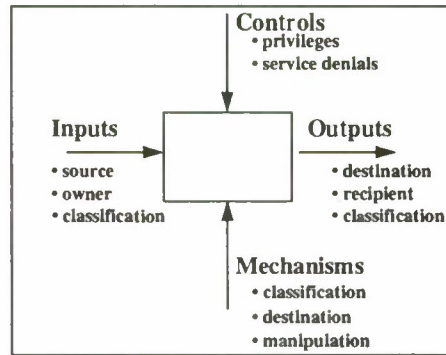 Controls
• privileges
• service denials
Inputs
• source
• owner
• classification
Outputs
• destination
• recipient
• classification
Mechanisms
• classification
• destination
• manipulation